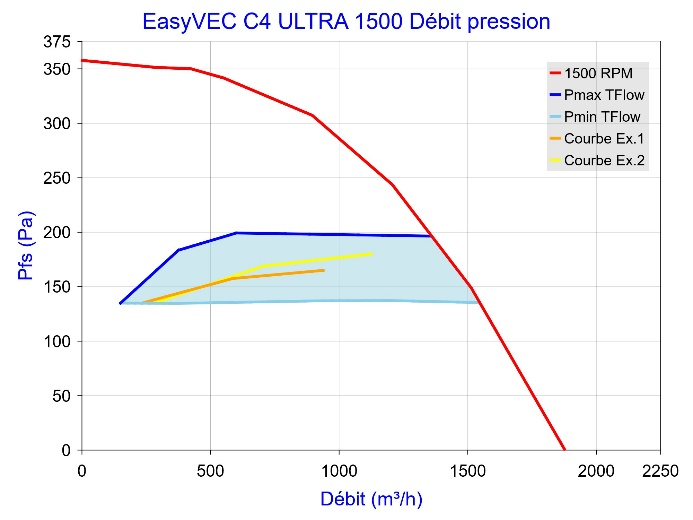 EasyVEC C4 ULTRA 1500 Débit pression
375
350
300
250
200
150
100
50
0
Pfs (Pa)
1500 RPM
Pmax TFlow
Pmin TFlow
Courbe Ex.1
Courbe Ex.2
0 500 1000 1500 2000 2250
Débit (m³/h)